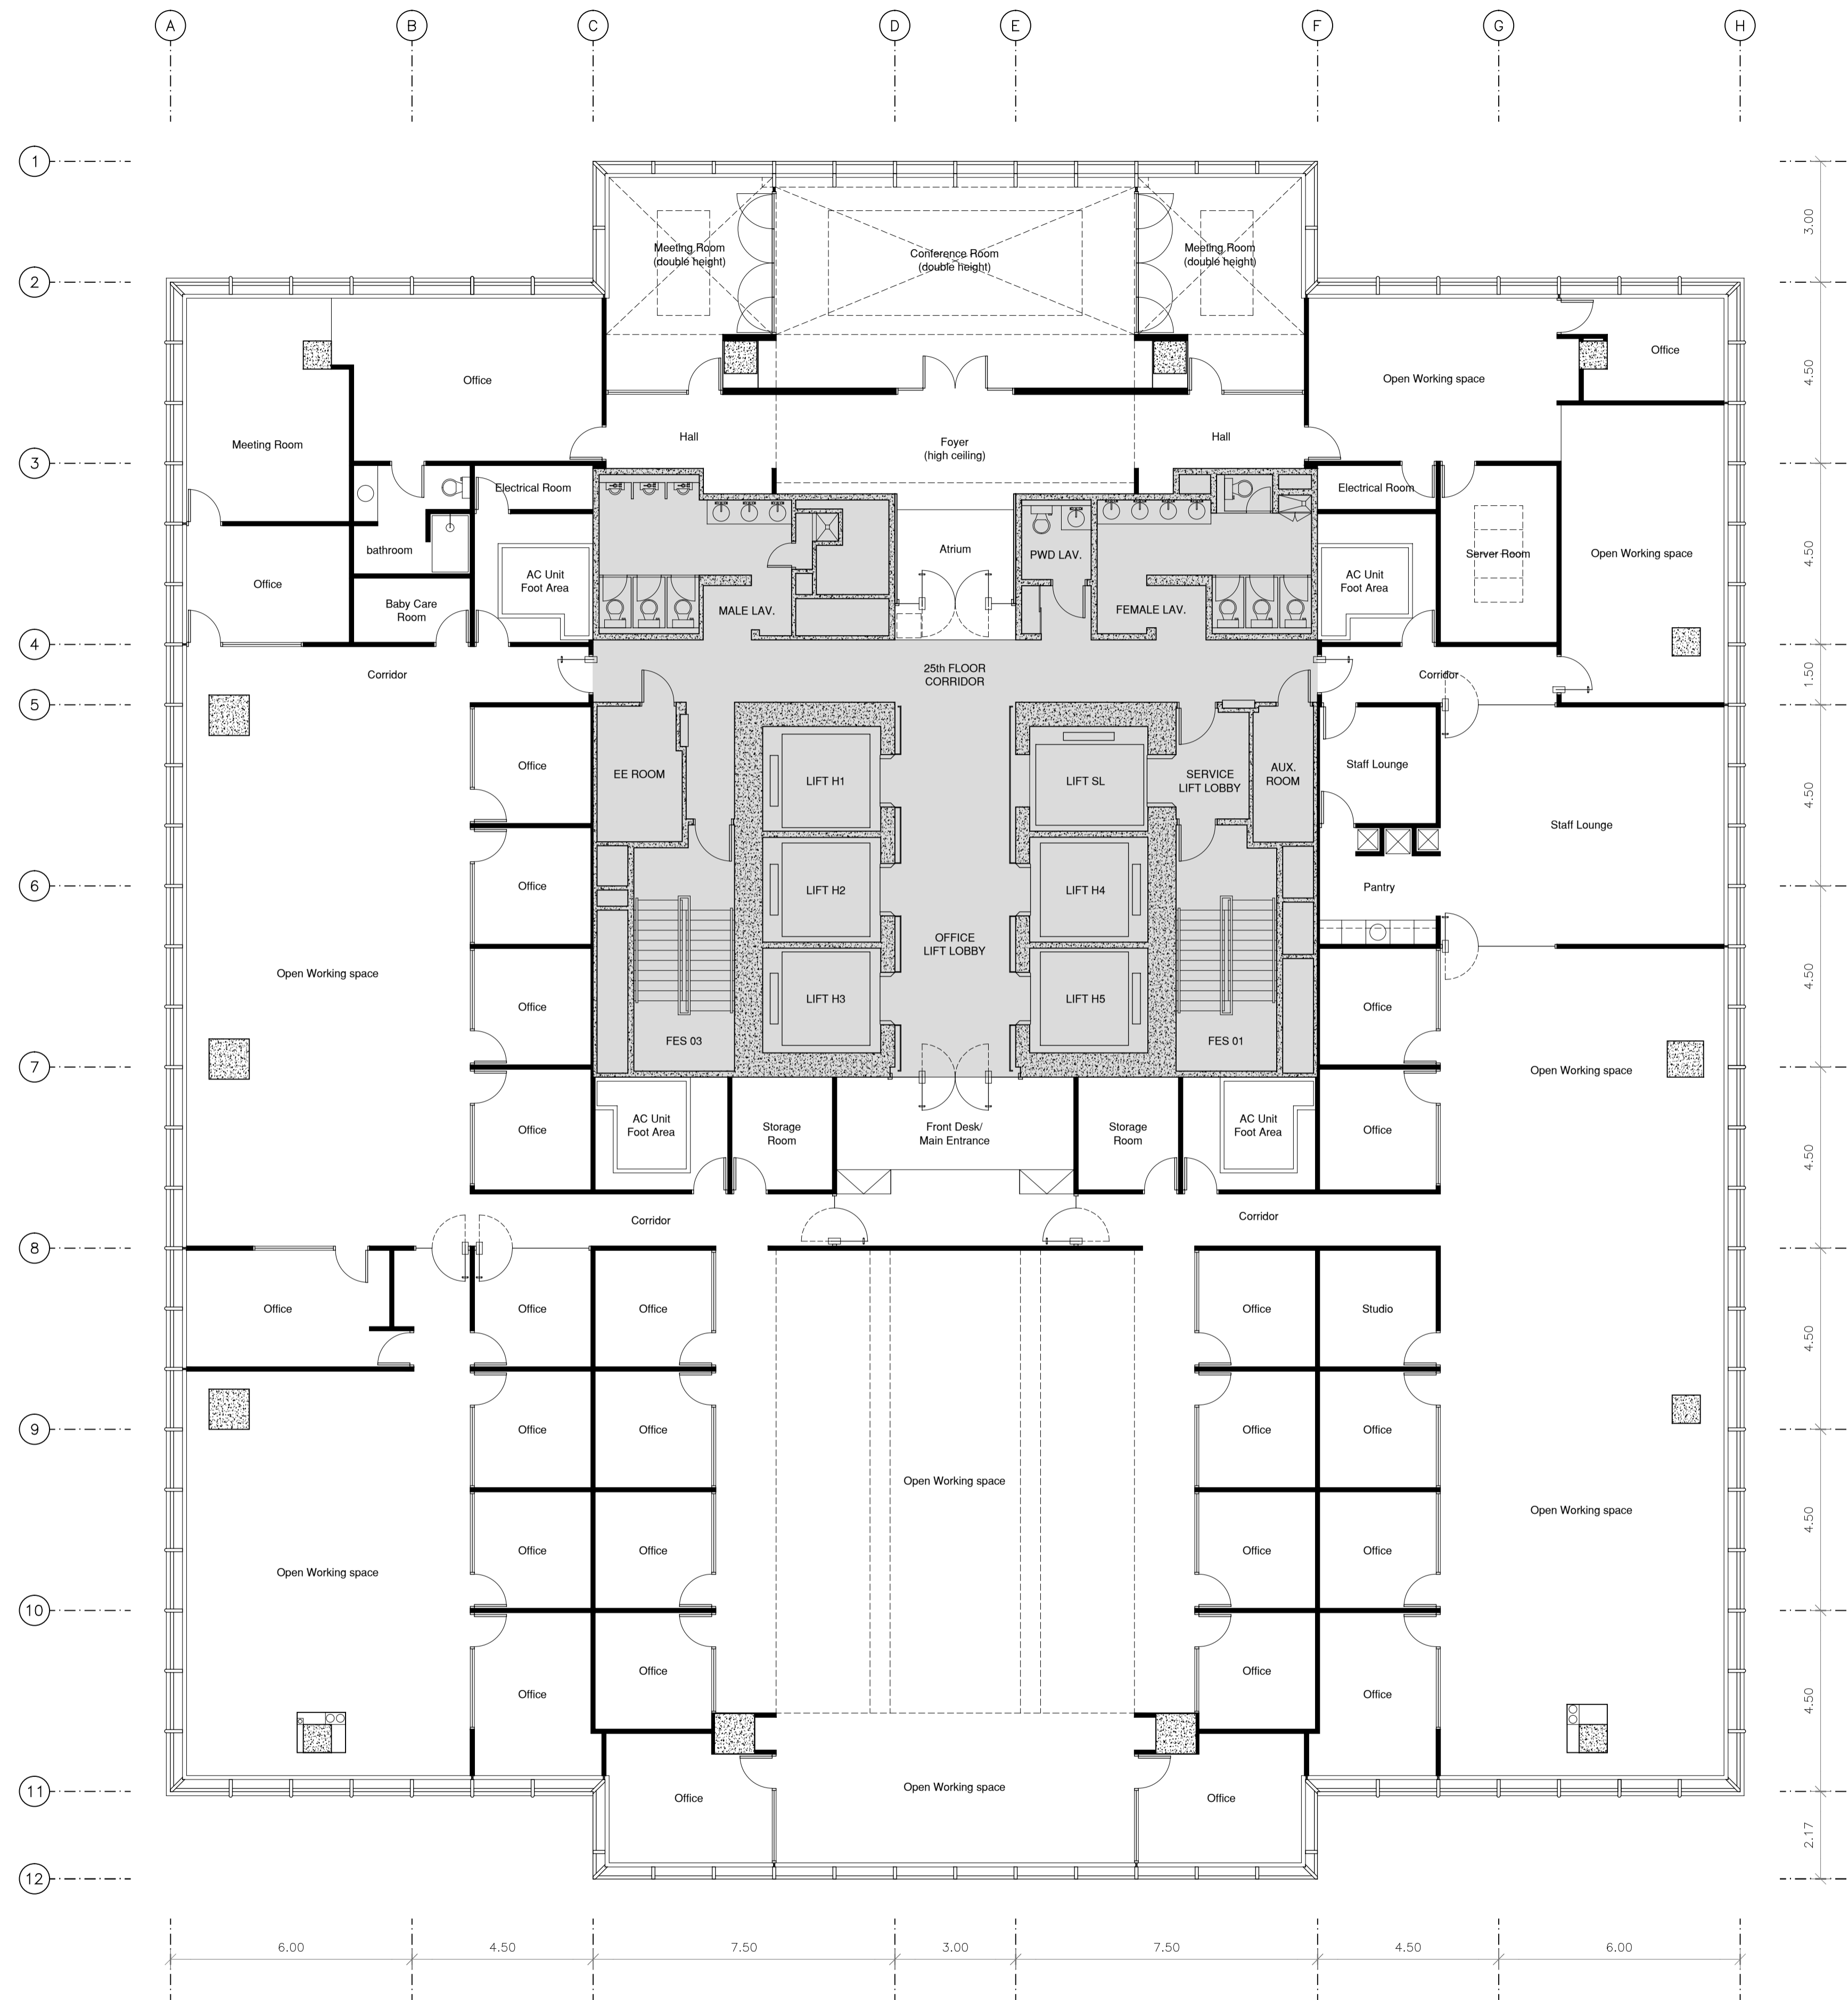 A B C D E F G H
1
3.00
Meeting Room
(double height)
Conference Room
(double height)
Meeting Room
(double height)
2
4.50
Office
Office
Open Working space
Meeting Room
Hall
Foyer
(high ceiling)
Hall
3
Electrical Room
Electrical Room
4.50
bathroom
Atrium
PWD LAV.
Server Room
Open Working space
Office
AC Unit
Foot Area
AC Unit
Foot Area
Baby Care
Room
MALE LAV.
FEMALE LAV.
4
Corridor
25th FLOOR
CORRIDOR
Corridor
1.50
5
Office
EE ROOM
LIFT H1
LIFT SL
SERVICE
LIFT LOBBY
AUX.
ROOM
Staff Lounge
4.50
Staff Lounge
6
Office
LIFT H2
LIFT H4
Pantry
OFFICE
LIFT LOBBY
Open Working space
Office
LIFT H3
LIFT H5
Office
4.50
FES 03
FES 01
7
Open Working space
Office
AC Unit
Foot Area
Storage
Room
Front Desk/
Main Entrance
Storage
Room
AC Unit
Foot Area
Office
4.50
Corridor
Corridor
8
Office
Office
Office
Office
Studio
4.50
9
Office
Office
Office
Office
Open Working space
Open Working space
4.50
Office
Office
Office
Office
Open Working space
10
Office
Office
Office
Office
4.50
11
Office
Open Working space
Office
2.17
12
6.00 4.50 7.50 3.00 7.50 4.50 6.00